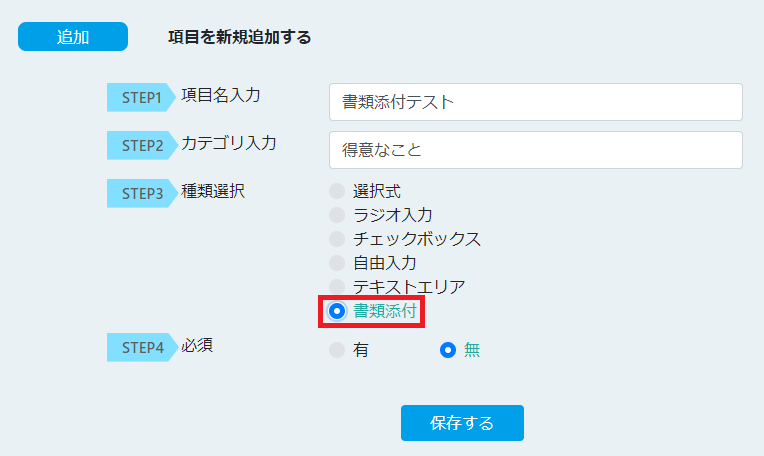 追加 項目を新規追加する
STEP1 項目名入力 書類添付テスト
STEP2 カテゴリ入力 得意なこと
STEP3 種類選択 選択式
ラジオ入力
チェックボックス
自由入力
テキストエリア
書類添付
STEP4 必須 有 無
保存する